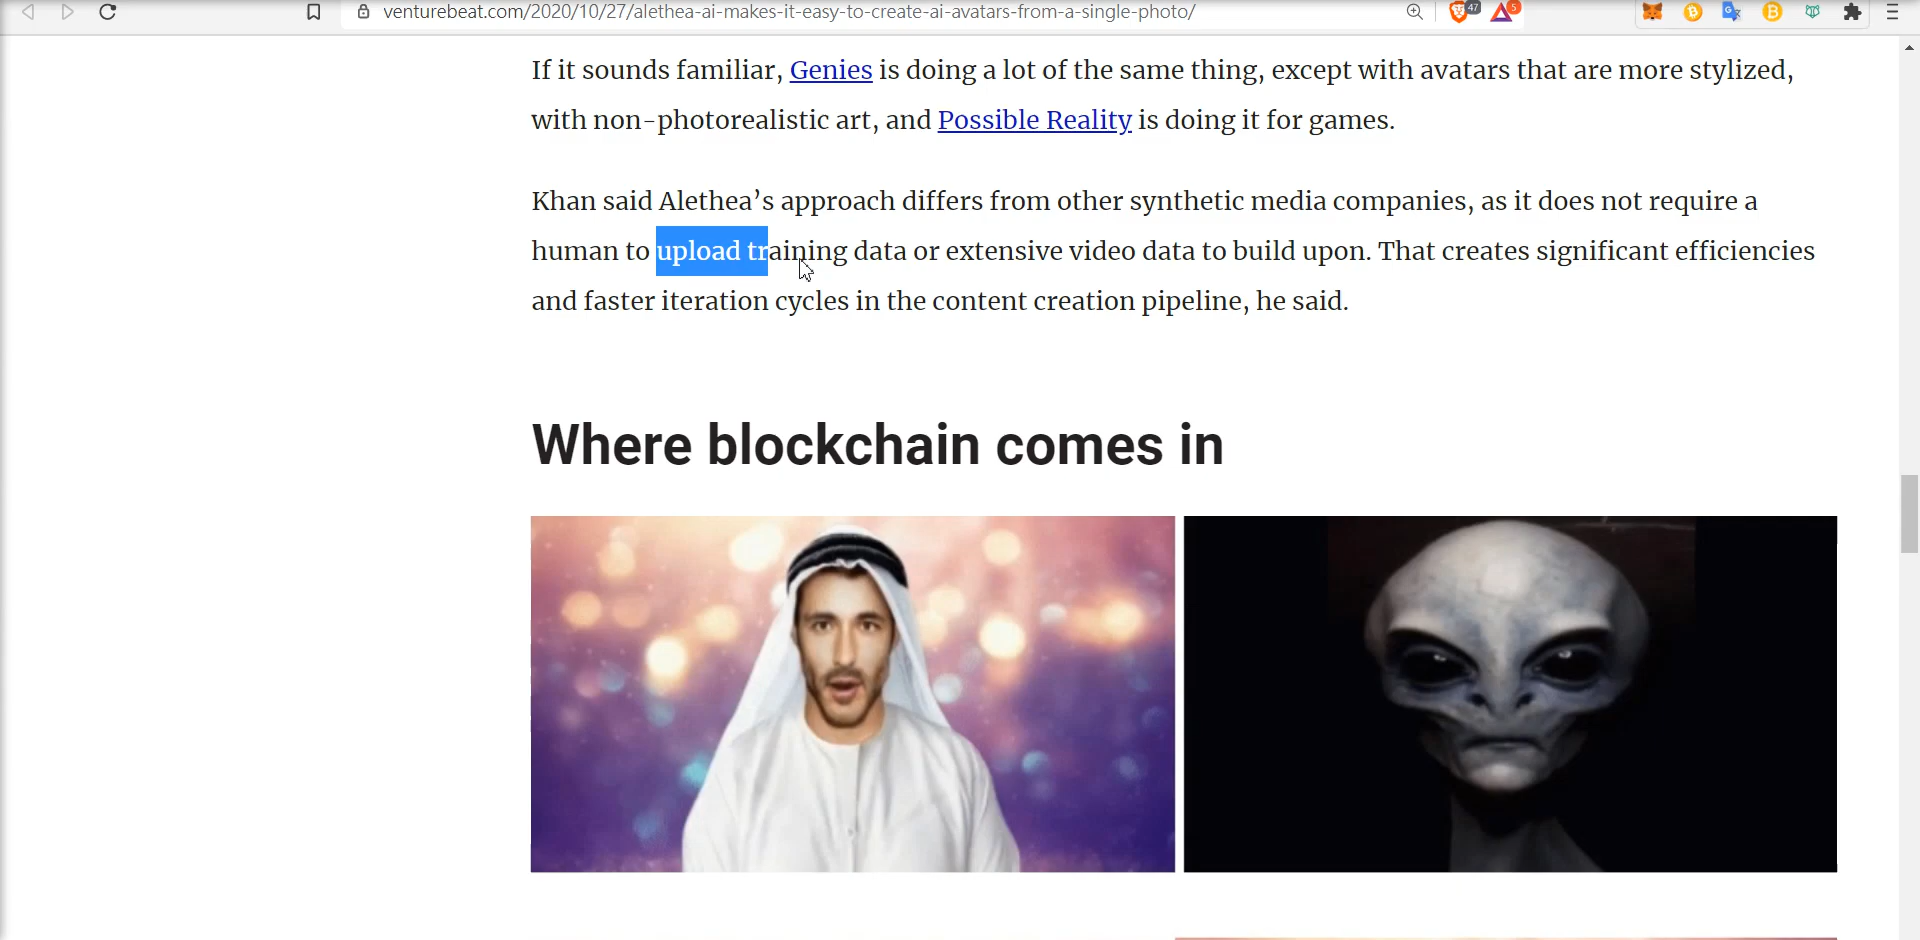 venturebeat.com/2020/10/27/alethea-ai-makes-it-easy-to-create-ai-avatars-from-a-single-photo/
47
5
If it sounds familiar, Genies is doing a lot of the same thing, except with avatars that are more stylized,
with non-photorealistic art, and Possible Reality is doing it for games.
Khan said Alethea’s approach differs from other synthetic media companies, as it does not require a
human to upload training data or extensive video data to build upon. That creates significant efficiencies
and faster iteration cycles in the content creation pipeline, he said.
Where blockchain comes in